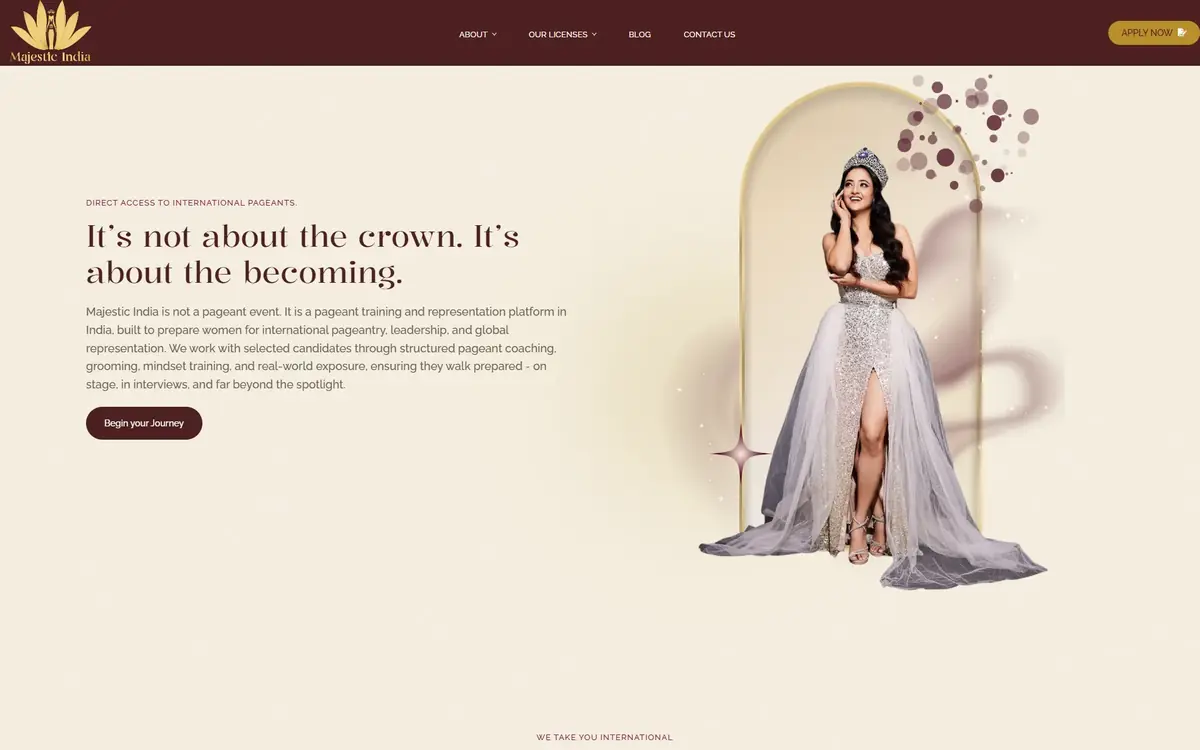 Majestic India
ABOUT
OUR LICENSES
BLOG
CONTACT US
APPLY NOW
DIRECT ACCESS TO INTERNATIONAL PAGEANTS.
It's not about the crown. It's
about the becoming.
Majestic India is not a pageant event. It is a pageant training and representation platform in
India, built to prepare women for international pageantry, leadership, and global
representation. We work with selected candidates through structured pageant coaching,
grooming, mindset training, and real-world exposure, ensuring they walk prepared - on
stage, in interviews, and far beyond the spotlight.
Begin your Journey
WE TAKE YOU INTERNATIONAL